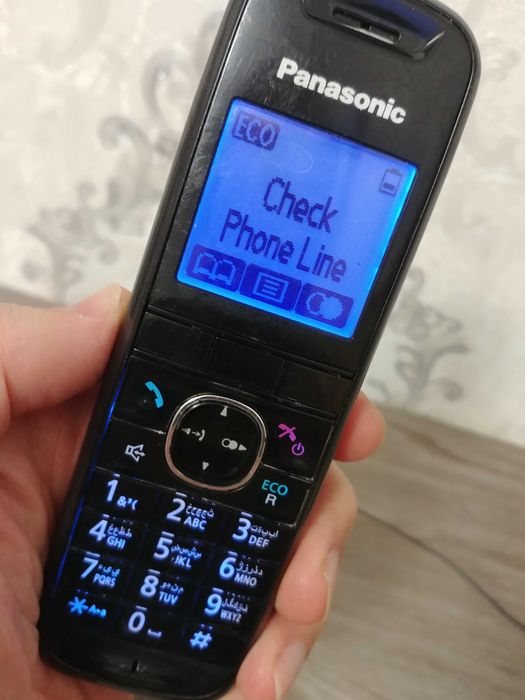 Panasonic
ECO
Check
Phone Line
ECO
R
1 &'(
2 ABC
3 DEF
4 GHI
5 JKL
6 MNO
7 PQRS
8 TUV
9 WXYZ
0
#